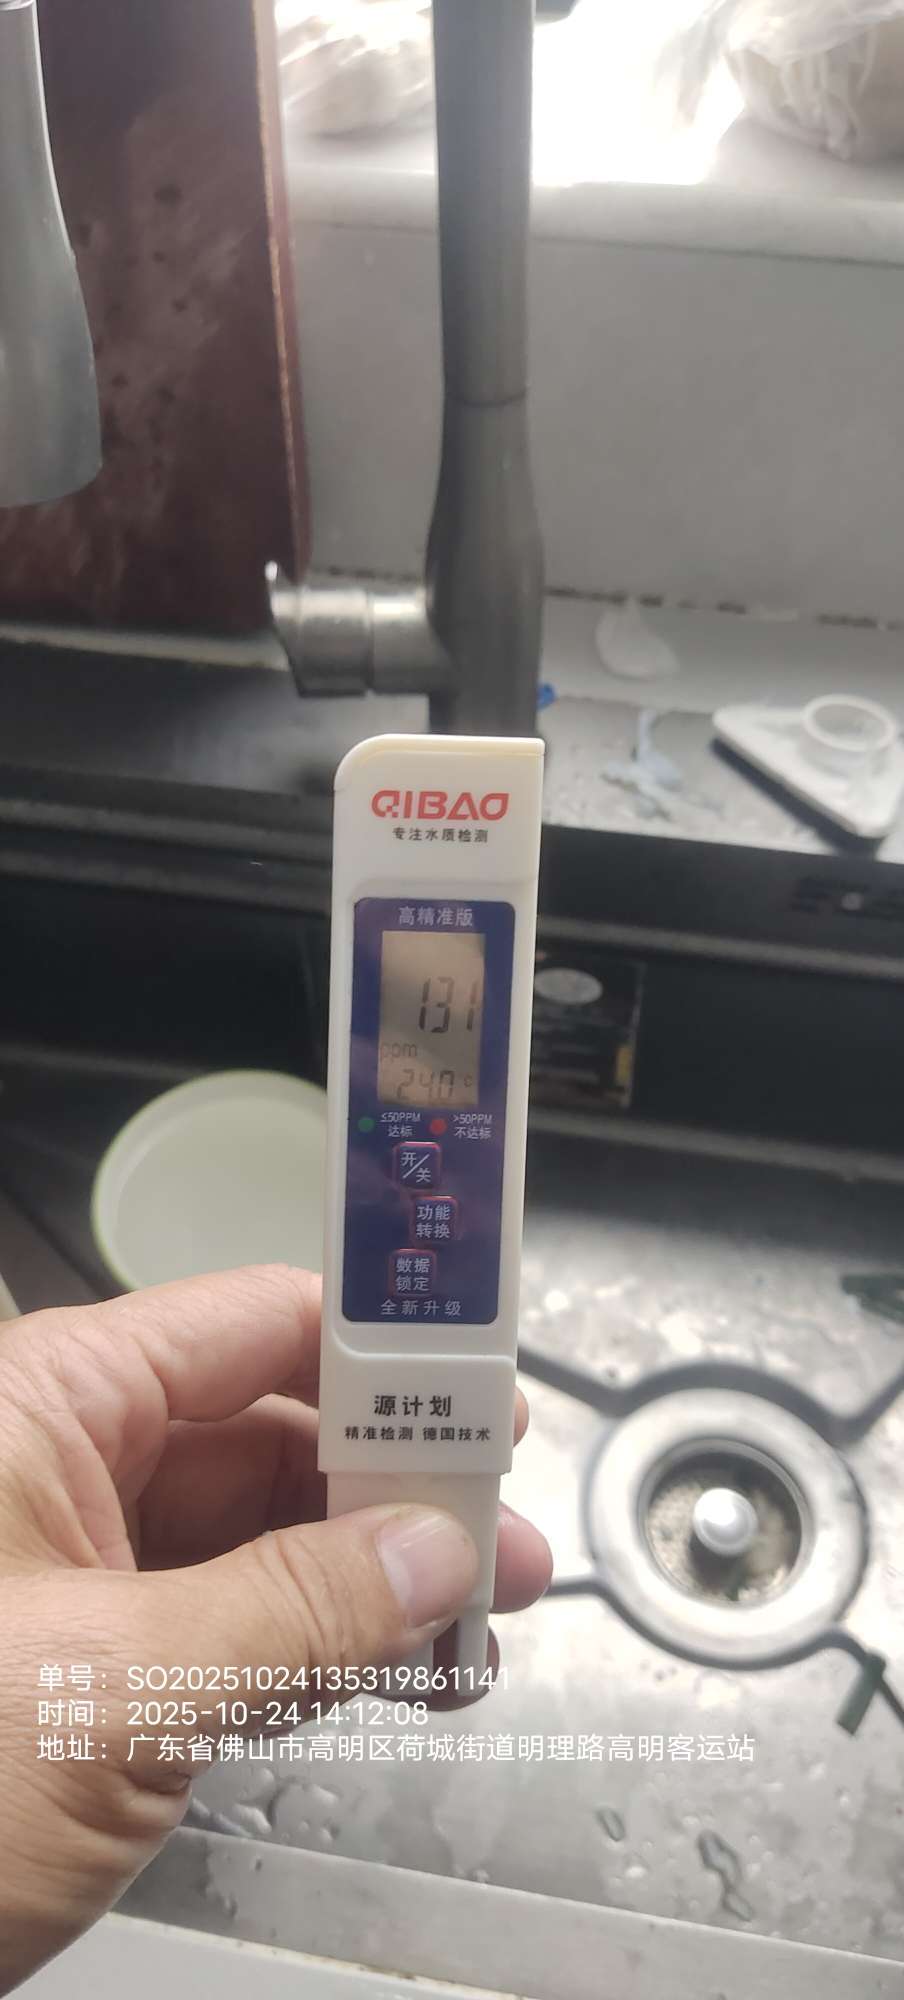 QIBAO
专注水质检测
高精准版
131
ppm
24.0 °C
≤50PPM
达标
>50PPM
不达标
开/关
功能
转换
数据
锁定
全新升级
源计划
精准检测 德国技术
单号：SO20251024135319861141
时间：2025-10-24 14:12:08
地址：广东省佛山市高明区荷城街道明理路高明客运站